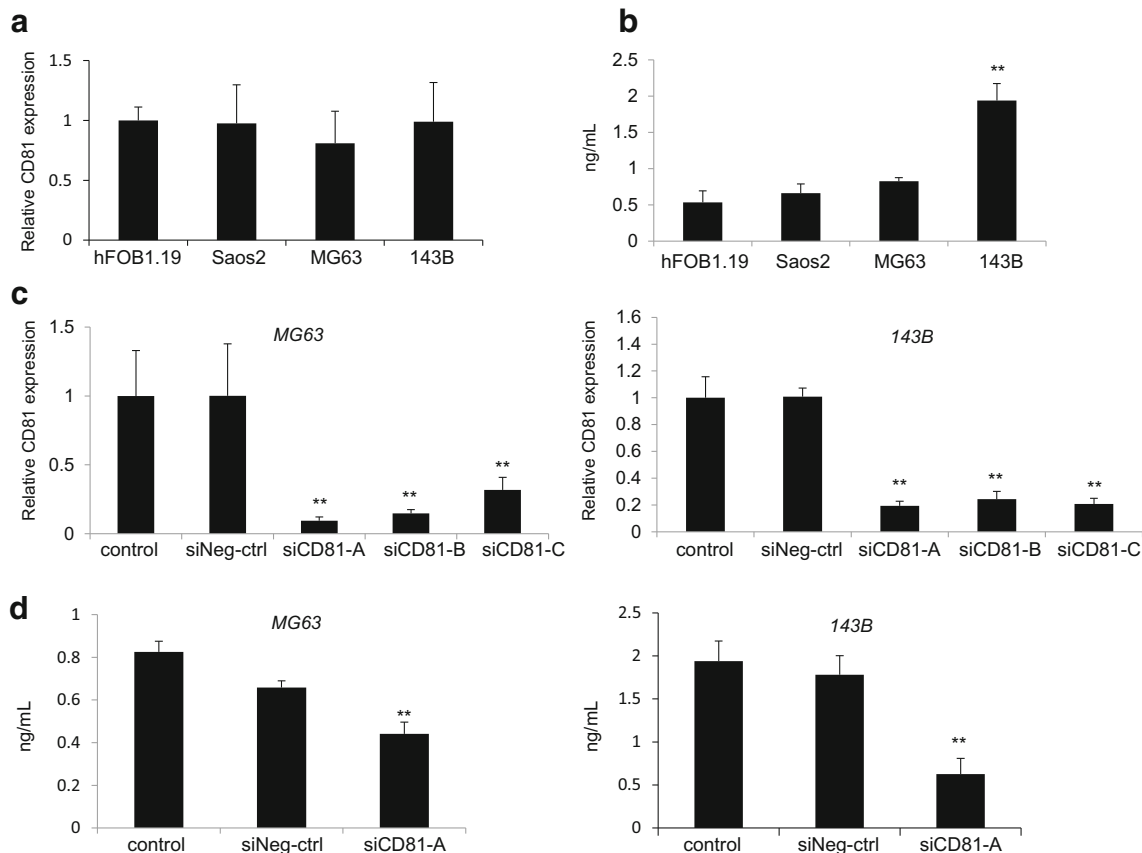 a
Relative CD81 expression
1.5
1
0.5
0
hFOB1.19 Saos2 MG63 143B
b
ng/mL
2.5
2
1.5
1
0.5
0
**
hFOB1.19 Saos2 MG63 143B
c
Relative CD81 expression
MG63
1.5
1
0.5
0
** ** **
control siNeg-ctrl siCD81-A siCD81-B siCD81-C
Relative CD81 expression
143B
1.6
1.4
1.2
1
0.8
0.6
0.4
0.2
0
** ** **
control siNeg-ctrl siCD81-A siCD81-B siCD81-C
d
ng/mL
MG63
1
0.8
0.6
0.4
0.2
0
**
control siNeg-ctrl siCD81-A
ng/mL
143B
2.5
2
1.5
1
0.5
0
**
control siNeg-ctrl siCD81-A